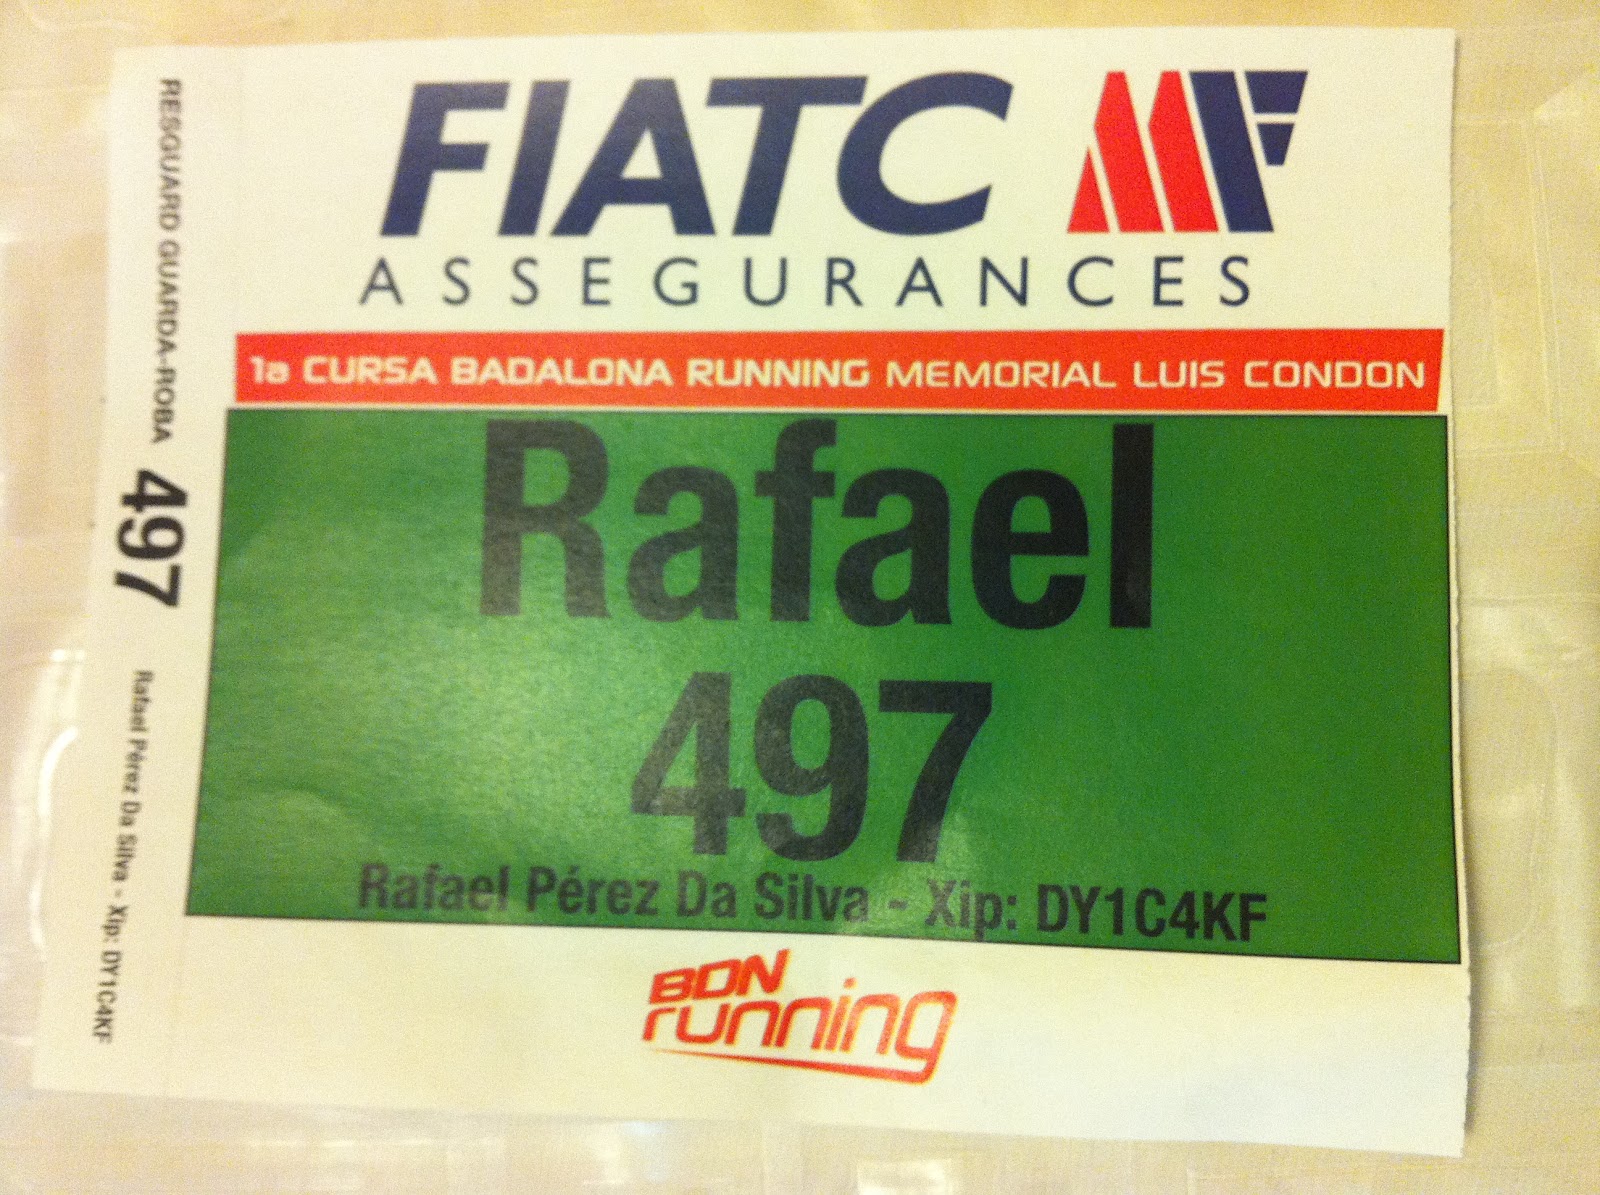 FIATC MF
ASSEGURANCES
1a CURSA BADALONA RUNNING MEMORIAL LUIS CONDON
Rafael
497
Rafael Pérez Da Silva - Xip: DY1C4KF
BDN
running
RESGUARD GUARDA-ROBA 497 Rafael Pérez Da Silva - Xip: DY1C4KF